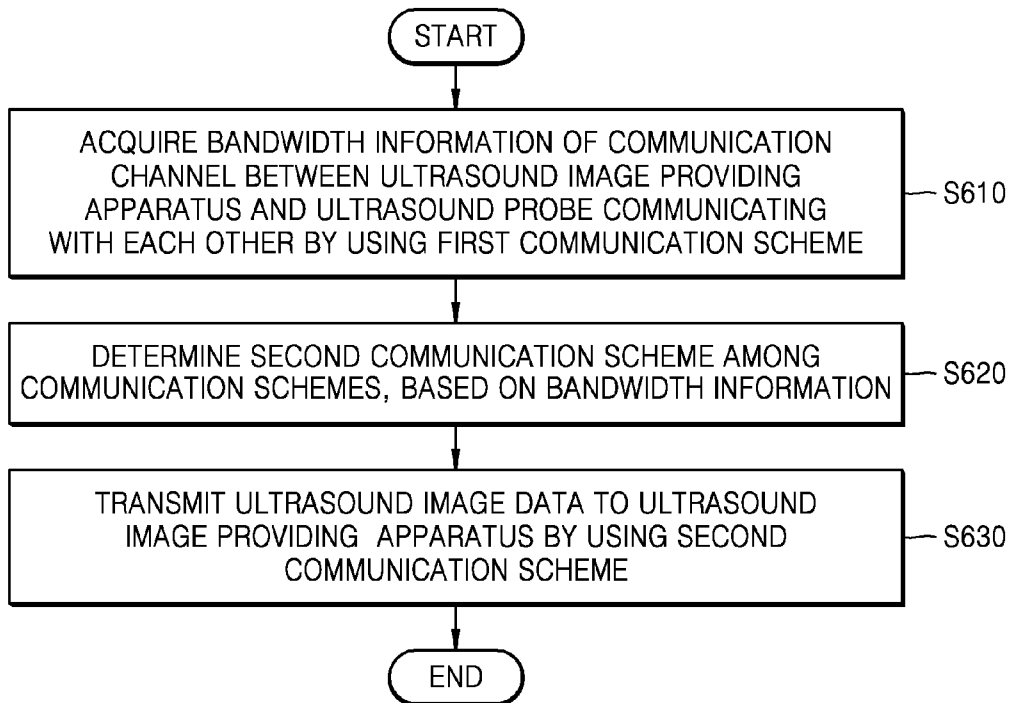 START
ACQUIRE BANDWIDTH INFORMATION OF COMMUNICATION
CHANNEL BETWEEN ULTRASOUND IMAGE PROVIDING
APPARATUS AND ULTRASOUND PROBE COMMUNICATING
WITH EACH OTHER BY USING FIRST COMMUNICATION SCHEME
S610
DETERMINE SECOND COMMUNICATION SCHEME AMONG
COMMUNICATION SCHEMES, BASED ON BANDWIDTH INFORMATION
S620
TRANSMIT ULTRASOUND IMAGE DATA TO ULTRASOUND
IMAGE PROVIDING APPARATUS BY USING SECOND
COMMUNICATION SCHEME
S630
END